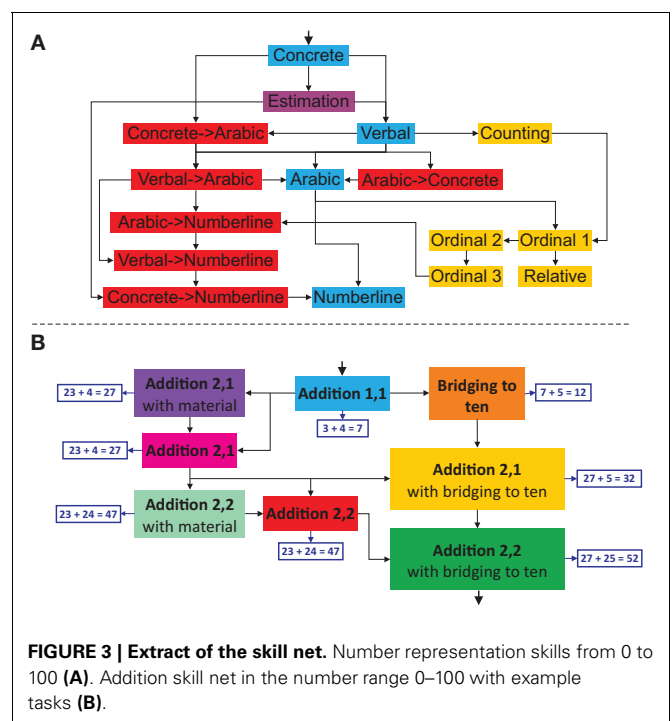 A
Concrete
Estimation
Concrete->Arabic
Verbal
Counting
Verbal->Arabic
Arabic
Arabic->Concrete
Arabic->Numberline
Ordinal 2
Ordinal 1
Verbal->Numberline
Ordinal 3
Relative
Concrete->Numberline
Numberline
B
23 + 4 = 27
Addition 2,1
with material
Addition 1,1
Bridging to
ten
7 + 5 = 12
3 + 4 = 7
23 + 4 = 27
Addition 2,1
Addition 2,1
with bridging to ten
27 + 5 = 32
23 + 24 = 47
Addition 2,2
with material
Addition 2,2
23 + 24 = 47
Addition 2,2
with bridging to ten
27 + 25 = 52
FIGURE 3 | Extract of the skill net. Number representation skills from 0 to
100 (A). Addition skill net in the number range 0–100 with example
tasks (B).